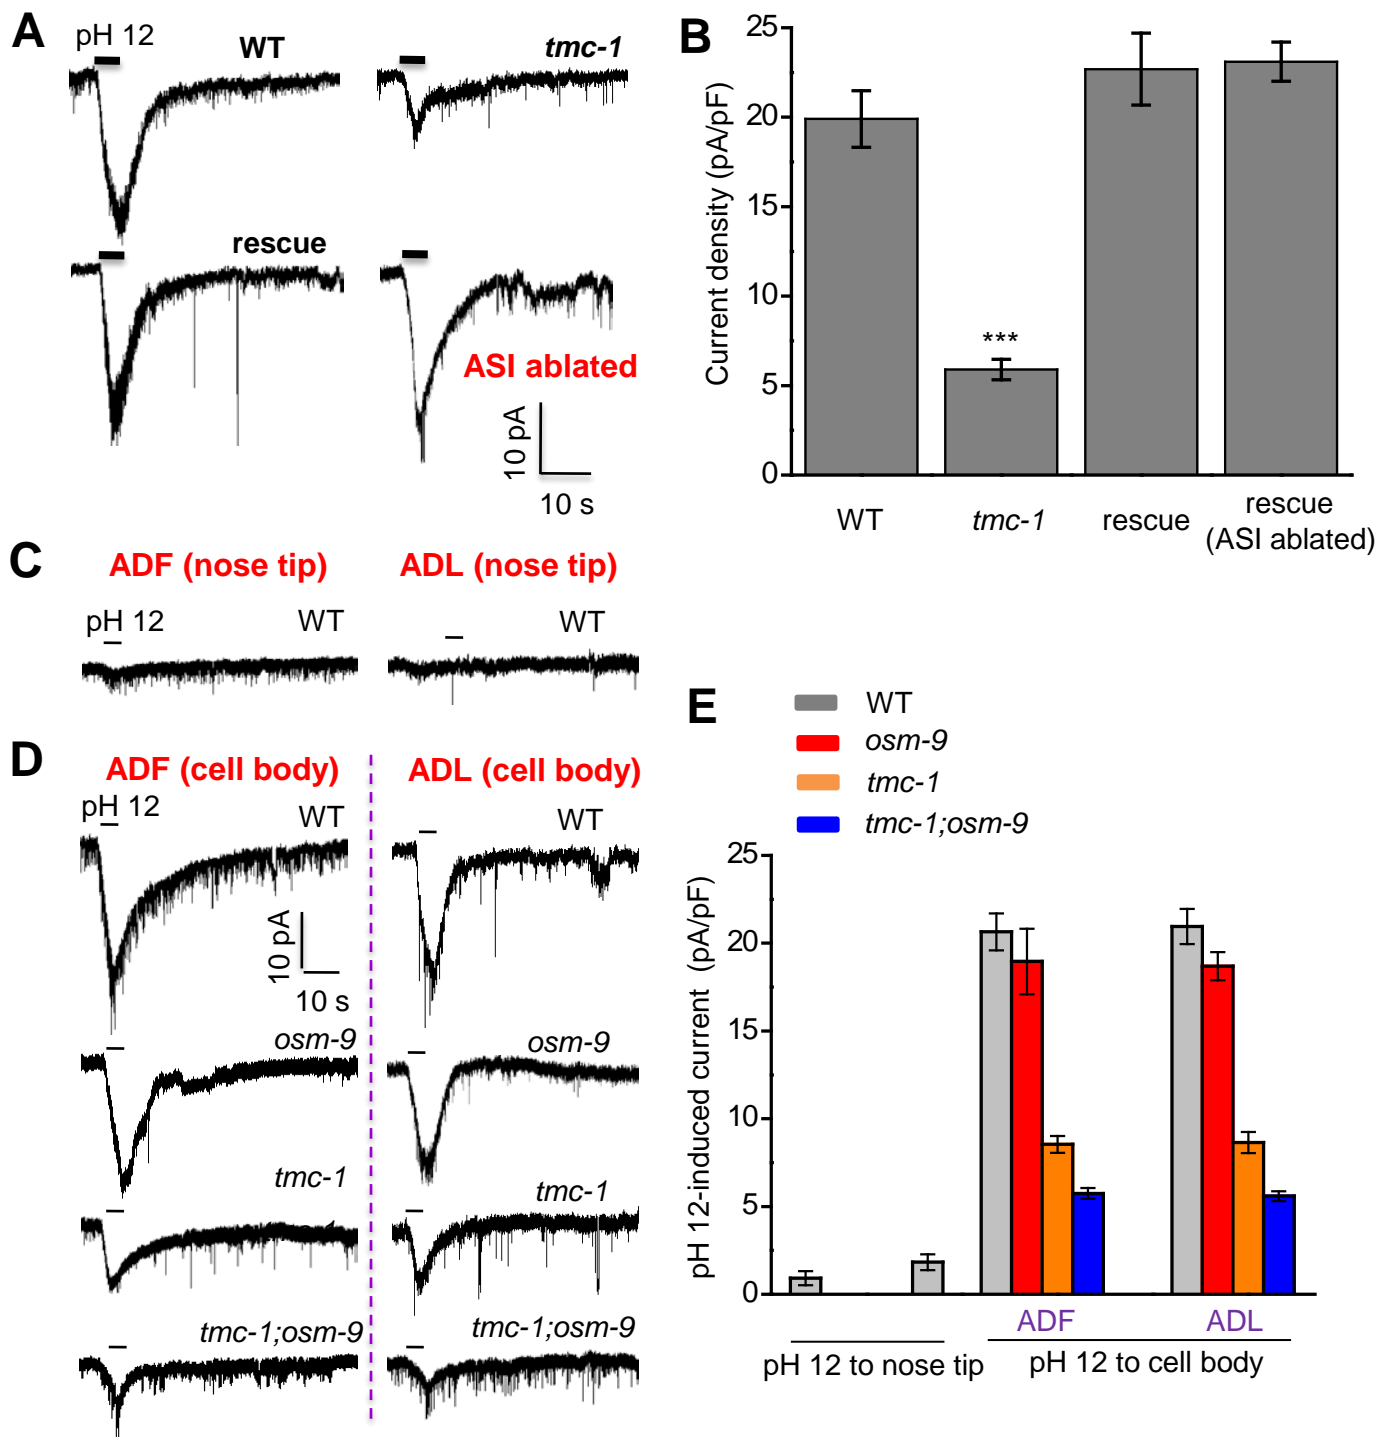 A
pH 12
WT
tmc-1
rescue
ASI ablated
10 pA
10 s
B
Current density (pA/pF)
25
20
15
10
5
0
***
WT
tmc-1
rescue
rescue
(ASI ablated)
C
ADF (nose tip)
ADL (nose tip)
pH 12
WT
WT
D
ADF (cell body)
ADL (cell body)
pH 12
WT
WT
10 pA
10 s
osm-9
osm-9
tmc-1
tmc-1
tmc-1;osm-9
tmc-1;osm-9
E
WT
osm-9
tmc-1
tmc-1;osm-9
pH 12-induced current (pA/pF)
25
20
15
10
5
0
ADF
ADL
pH 12 to nose tip
pH 12 to cell body